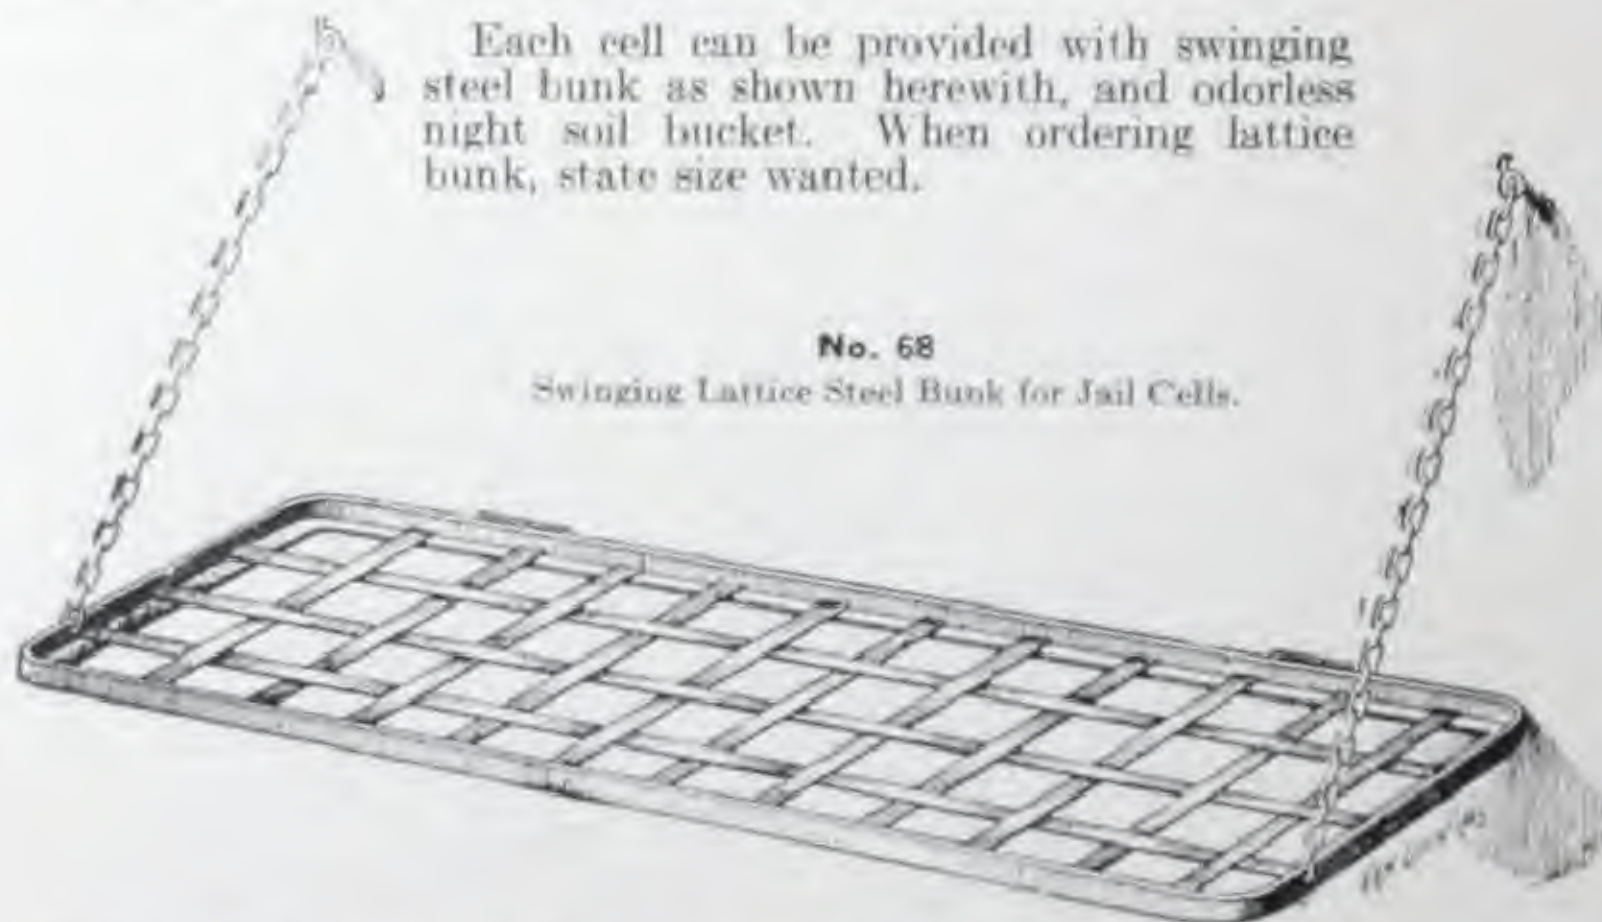 Each cell can be provided with swinging
steel bunk as shown herewith, and odorless
night soil bucket. When ordering lattice
bunk, state size wanted.
No. 68
Swinging Lattice Steel Bunk for Jail Cells.